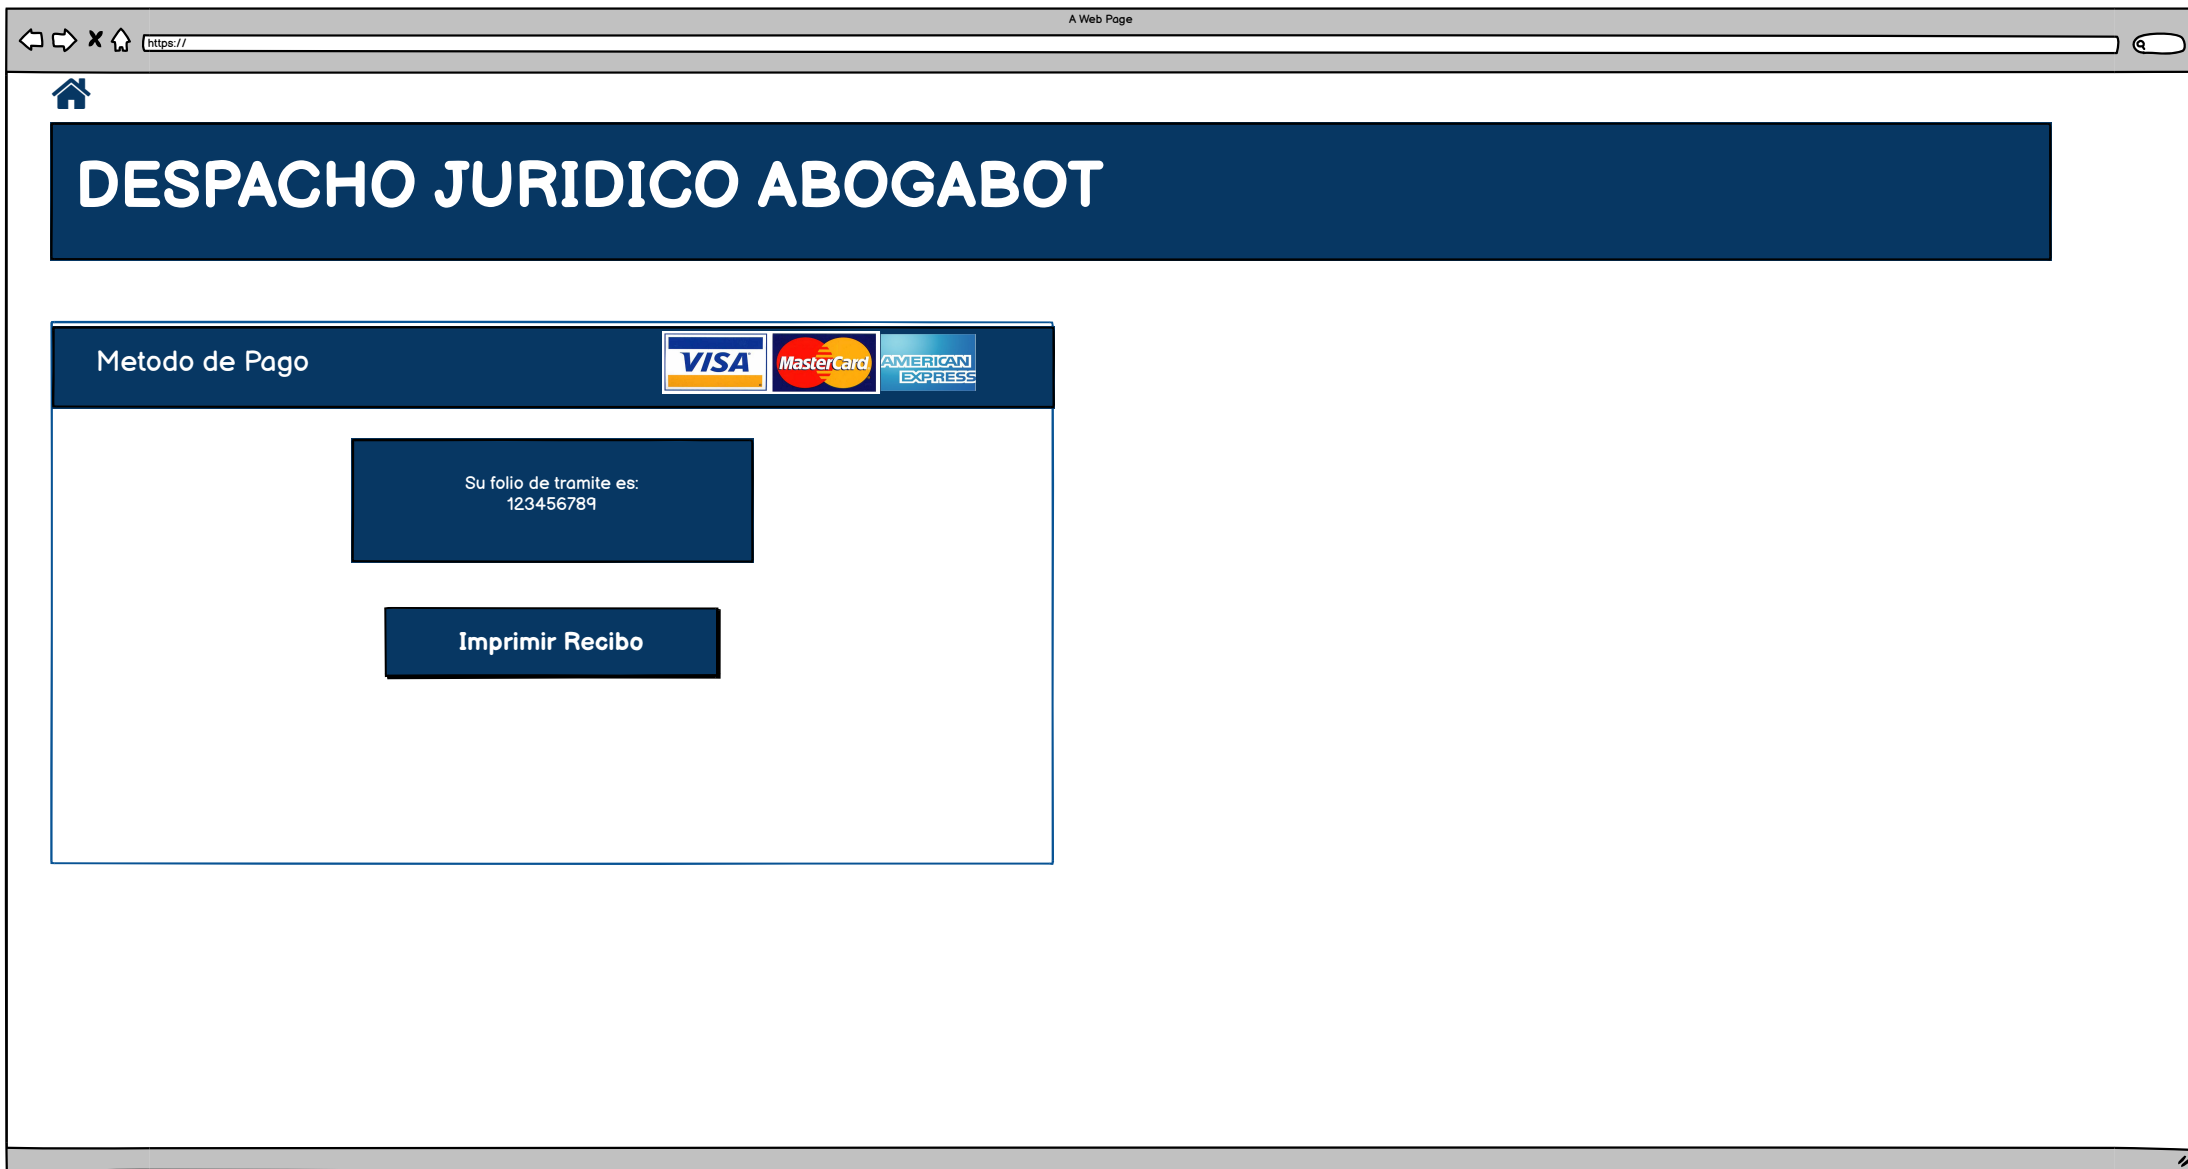 A Web Page
https://
DESPACHO JURIDICO ABOGABOT
Metodo de Pago
VISA
MasterCard
AMERICAN
EXPRESS
Su folio de tramite es:
123456789
Imprimir Recibo